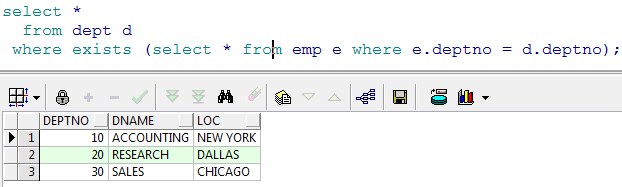 select *
from dept d
where exists (select * from emp e where e.deptno = d.deptno);
DEPTNO DNAME LOC
1 10 ACCOUNTING NEW YORK
2 20 RESEARCH DALLAS
3 30 SALES CHICAGO